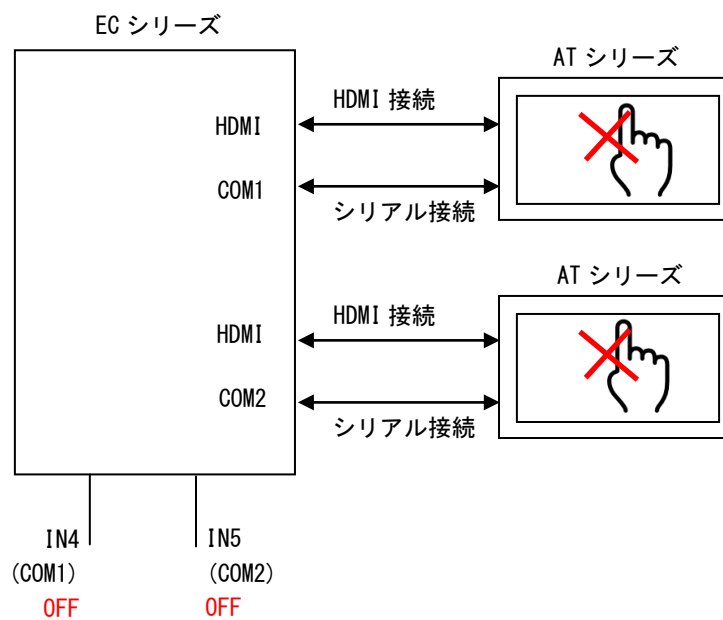 EC シリーズ
AT シリーズ
HDMI 接続
HDMI
COM1
シリアル接続
AT シリーズ
HDMI 接続
HDMI
COM2
シリアル接続
IN4
(COM1)
OFF
IN5
(COM2)
OFF